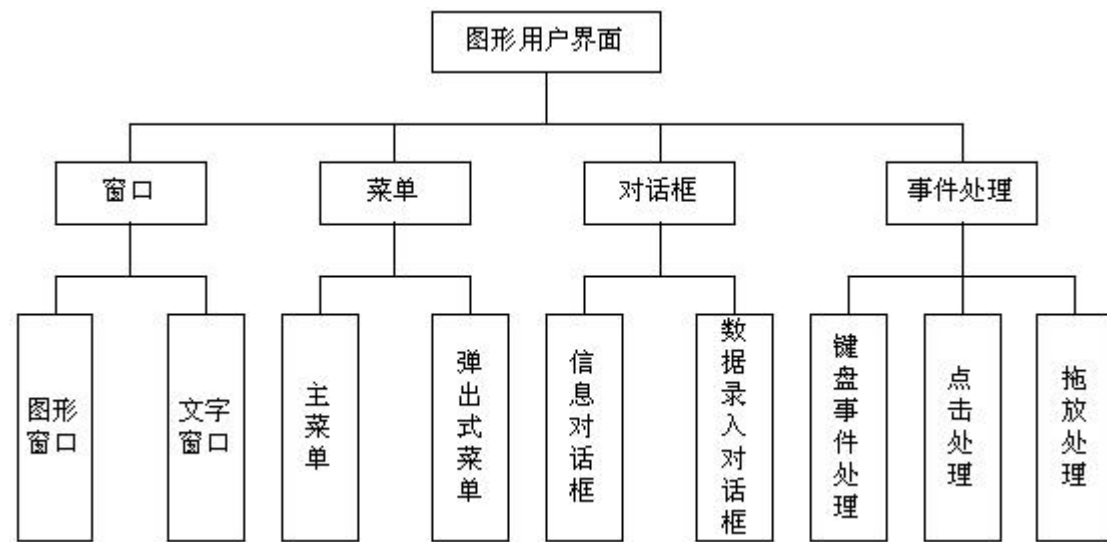 图形用户界面
窗口
菜单
对话框
事件处理
图形
窗口
文字
窗口
主菜单
弹出式菜单
信息对话框
数据录入对话框
键盘事件处理
点击处理
拖放处理